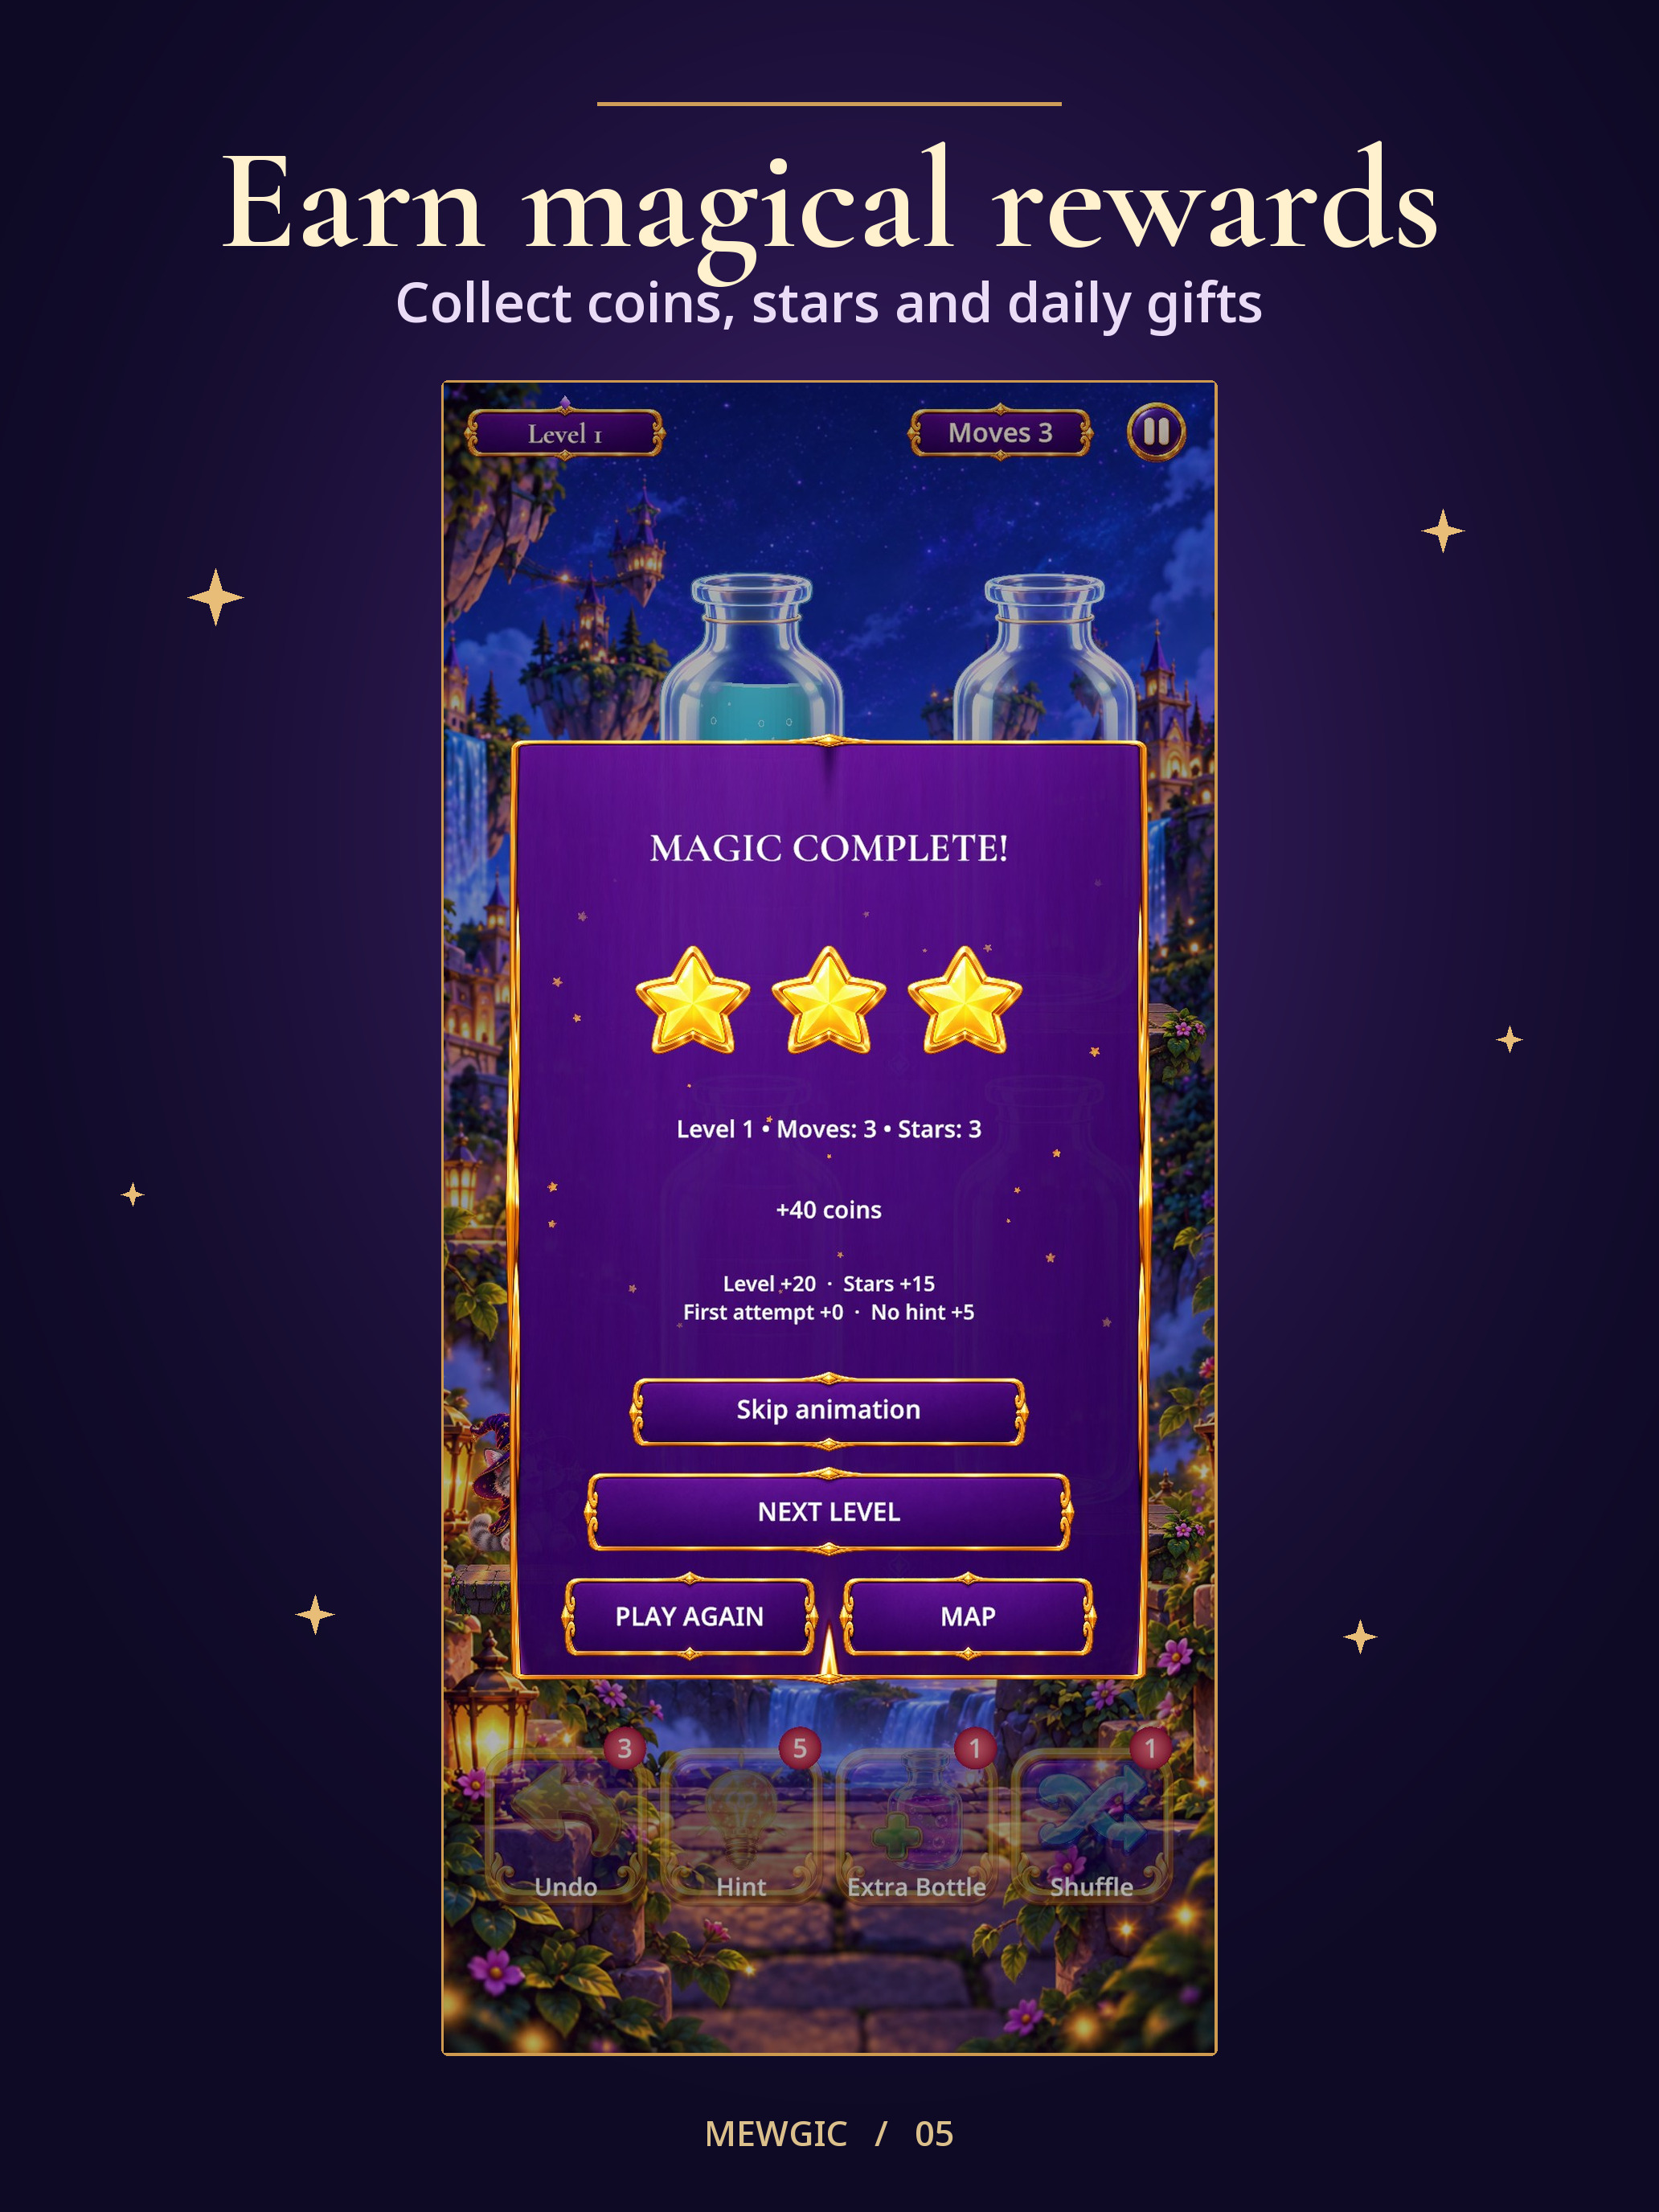 Earn magical rewards
Collect coins, stars and daily gifts
Level 1
Moves 3
MAGIC COMPLETE!
Level 1 • Moves: 3 • Stars: 3
+40 coins
Level +20 · Stars +15
First attempt +0 · No hint +5
Skip animation
NEXT LEVEL
PLAY AGAIN
MAP
3
5
1
1
Undo
Hint
Extra Bottle
Shuffle
MEWGIC / 05